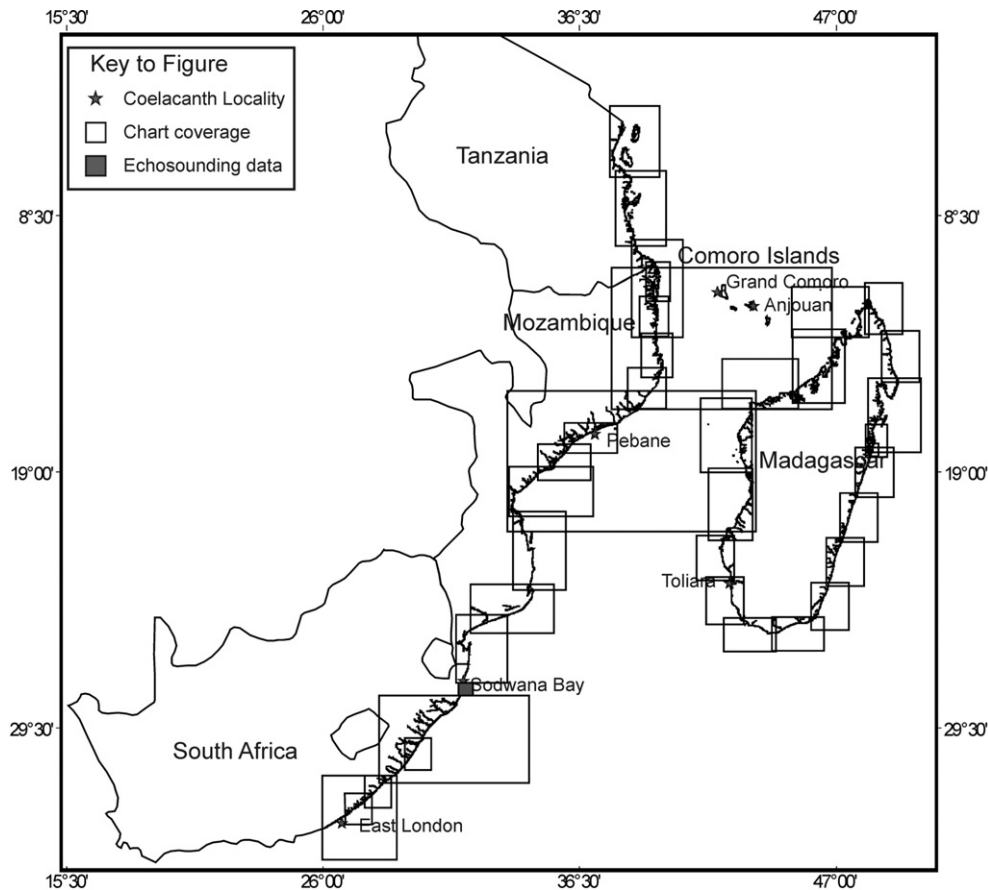 15°30'
26°00'
36°30'
47°00'
Key to Figure
Coelacanth Locality
Chart coverage
Echosounding data
Tanzania
8°30'
8°30'
Comoro Islands
Grand Comoro
Anjouan
Mozambique
Pebane
Madagascar
19°00'
19°00'
Toliara
Sodwana Bay
29°30'
29°30'
South Africa
East London
15°30'
26°00'
36°30'
47°00'